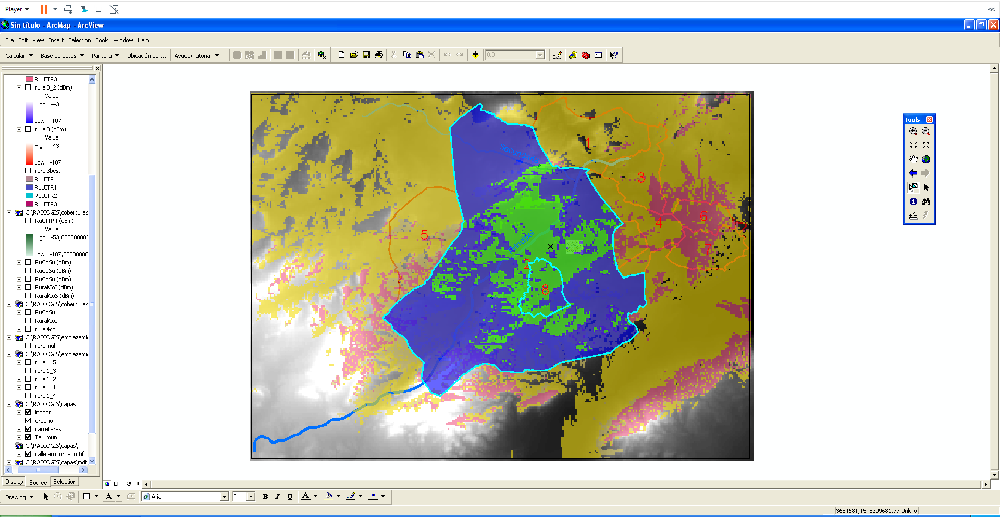 Player
Sin título - ArcMap - ArcView
File Edit View Insert Selection Tools Window Help
Calcular Base de datos Pantalla Ubicación de ... Ayuda/Tutorial 0:0
RuUITR3
rural3_2 (dBm)
Value
High : -43
Low : -107
rural3 (dBm)
Value
High : -43
Low : -107
rural3best
RuUITR
RuUITR1
RuUITR2
RuUITR3
C:\RADIOGIS\coberturas
RuUITR4 (dBm)
Value
High : -53,00000000
Low : -107,0000000
RuCoSu (dBm)
RuCoSu (dBm)
RuCoSu (dBm)
RuralCoI (dBm)
RuralCoS (dBm)
C:\RADIOGIS\coberturas
RuCoSu
RuralCoI
rural4co
C:\RADIOGIS\emplazami
ruralmul
C:\RADIOGIS\emplazami
rural1_5
rural1_3
rural1_2
rural1_1
rural1_4
C:\RADIOGIS\capas
indoor
urbano
carreteras
Ter_mun
C:\RADIOGIS\capas\
callejero_urbano.tif
C:\RADIOGIS\capas\mdt
Display Source Selection
1
Secundaria
3
6
4
5
Principal
7
2
8
Tools
Drawing A Arial 10 B I U A
3654681,15 5309681,77 Unkno